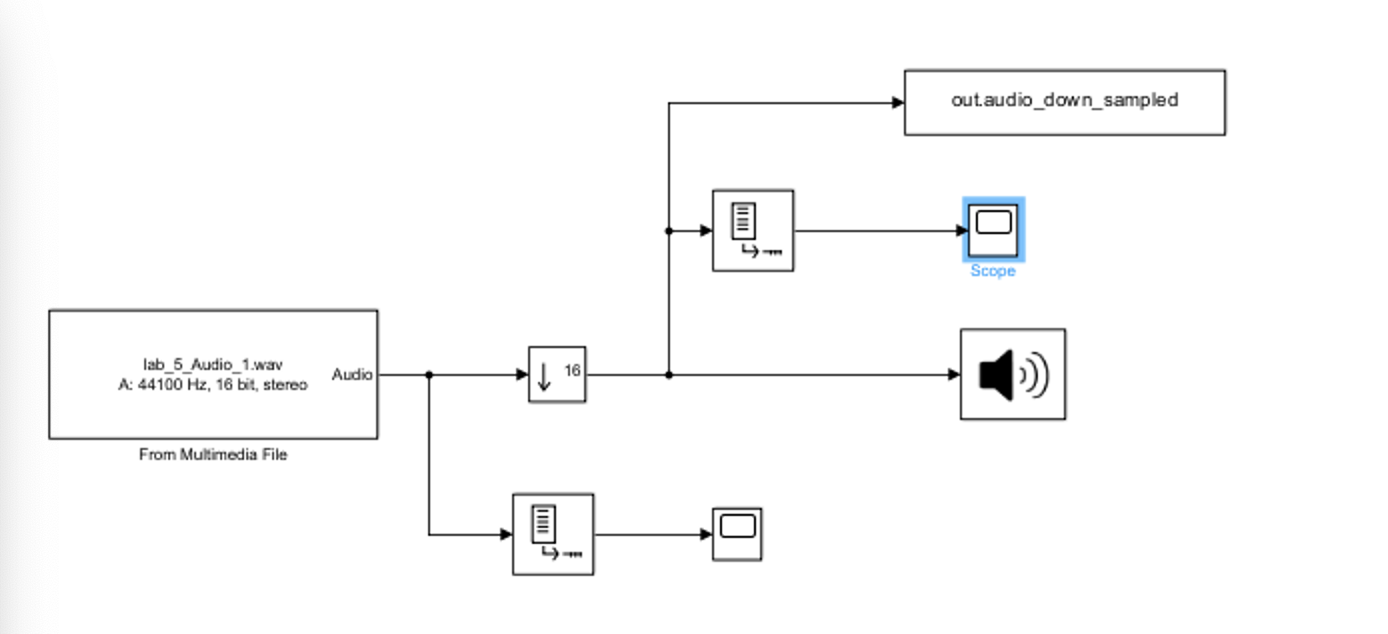 out.audio_down_sampled
Scope
lab_5_Audio_1.wav
A: 44100 Hz, 16 bit, stereo
Audio
16
From Multimedia File